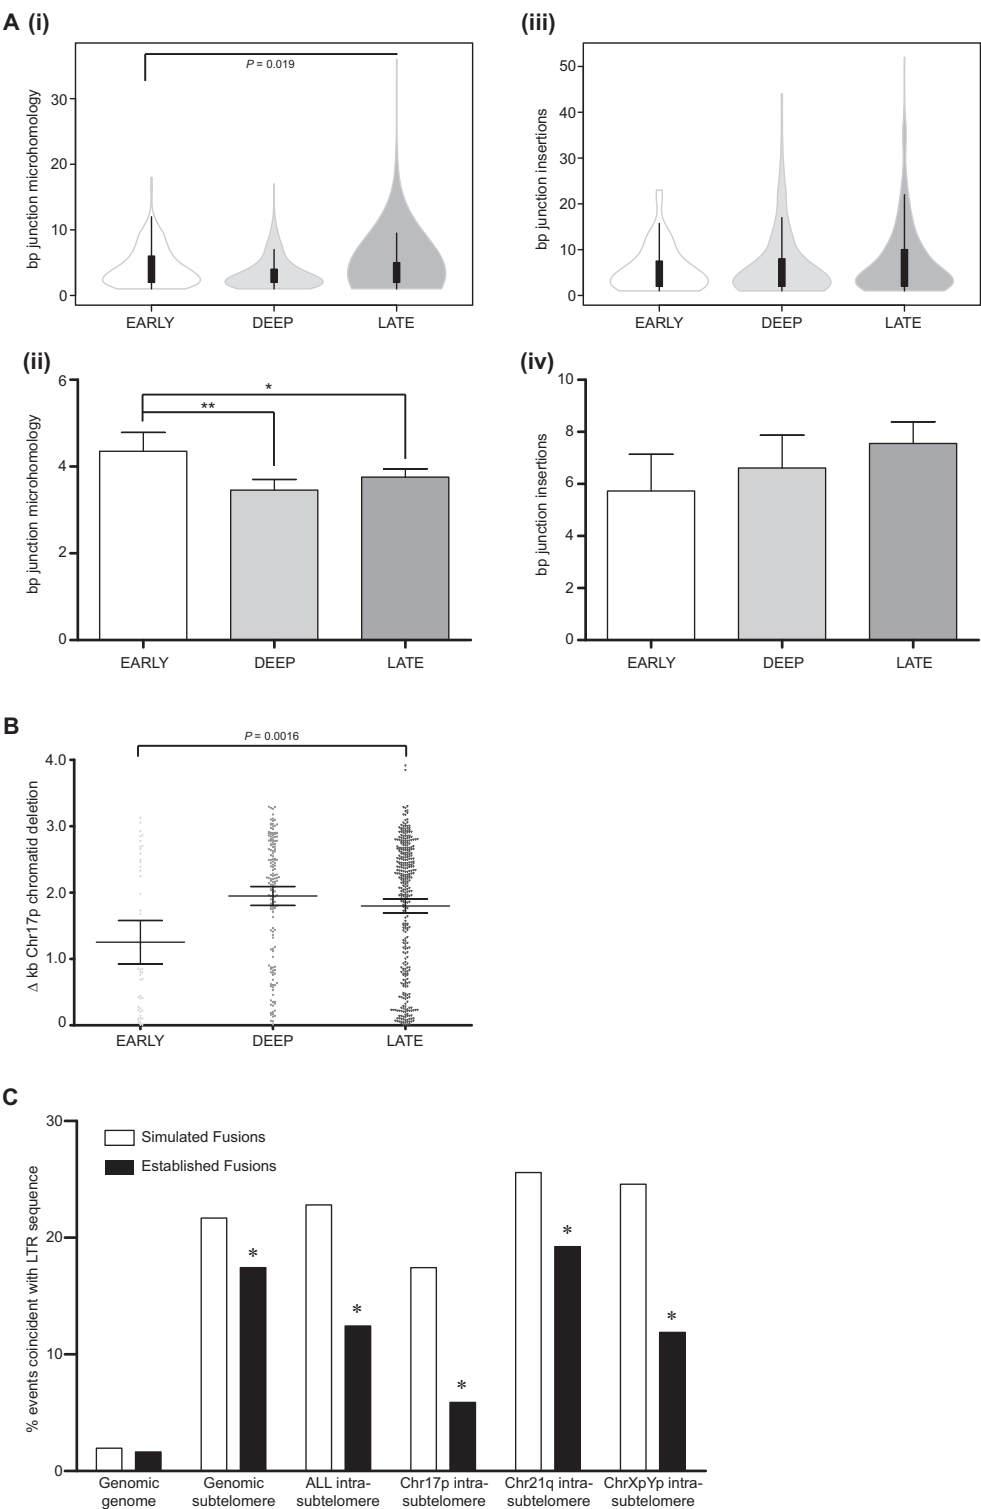 A (i)
P = 0.019
bp junction microhomology
30
20
10
0
EARLY DEEP LATE
(iii)
bp junction insertions
50
40
30
20
10
0
EARLY DEEP LATE
(ii)
bp junction microhomology
6
4
2
0
*
**
EARLY DEEP LATE
(iv)
bp junction insertions
10
8
6
4
2
0
EARLY DEEP LATE
B
P = 0.0016
Δ kb Chr17p chromatid deletion
4.0
3.0
2.0
1.0
0
EARLY DEEP LATE
C
% events coincident with LTR sequence
30
20
10
0
Simulated Fusions
Established Fusions
* * * * *
Genomic genome
Genomic subtelomere
ALL intra-
subtelomere
Chr17p intra-
subtelomere
Chr21q intra-
subtelomere
ChrXpYp intra-
subtelomere